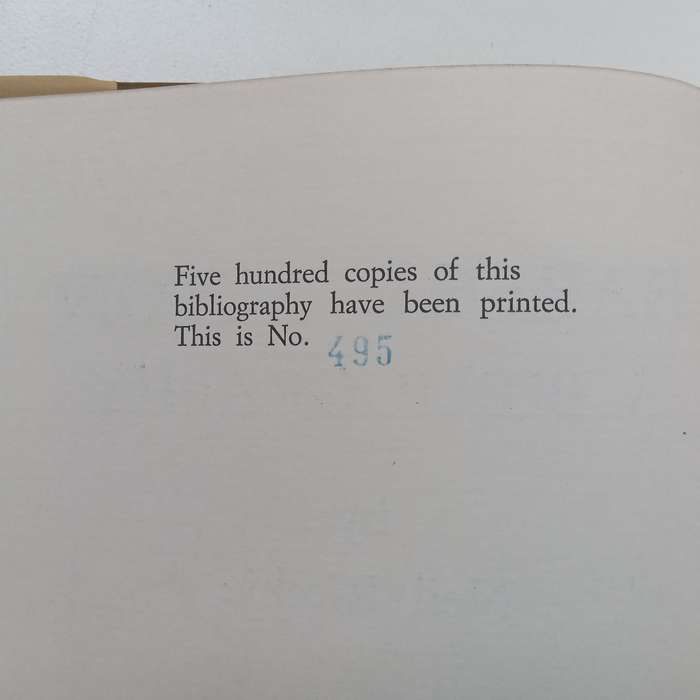 Five hundred copies of this
bibliography have been printed.
This is No. 495